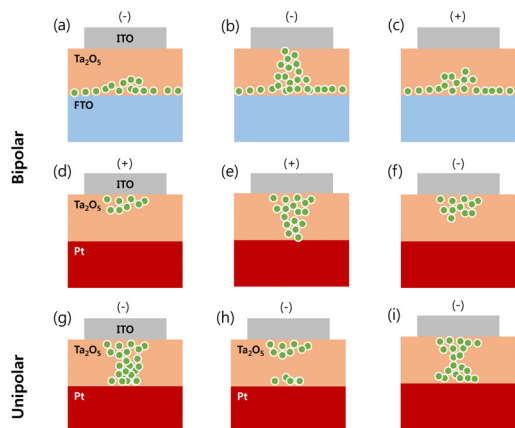 (a) (-) (b) (-) (c) (+)
ITO
Ta₂O₅
FTO
Bipolar
(d) (+) (e) (+) (f) (-)
ITO
Ta₂O₅
Pt
(g) (-) (h) (-) (i) (-)
ITO
Ta₂O₅ Ta₂O₅
Pt Pt
Unipolar